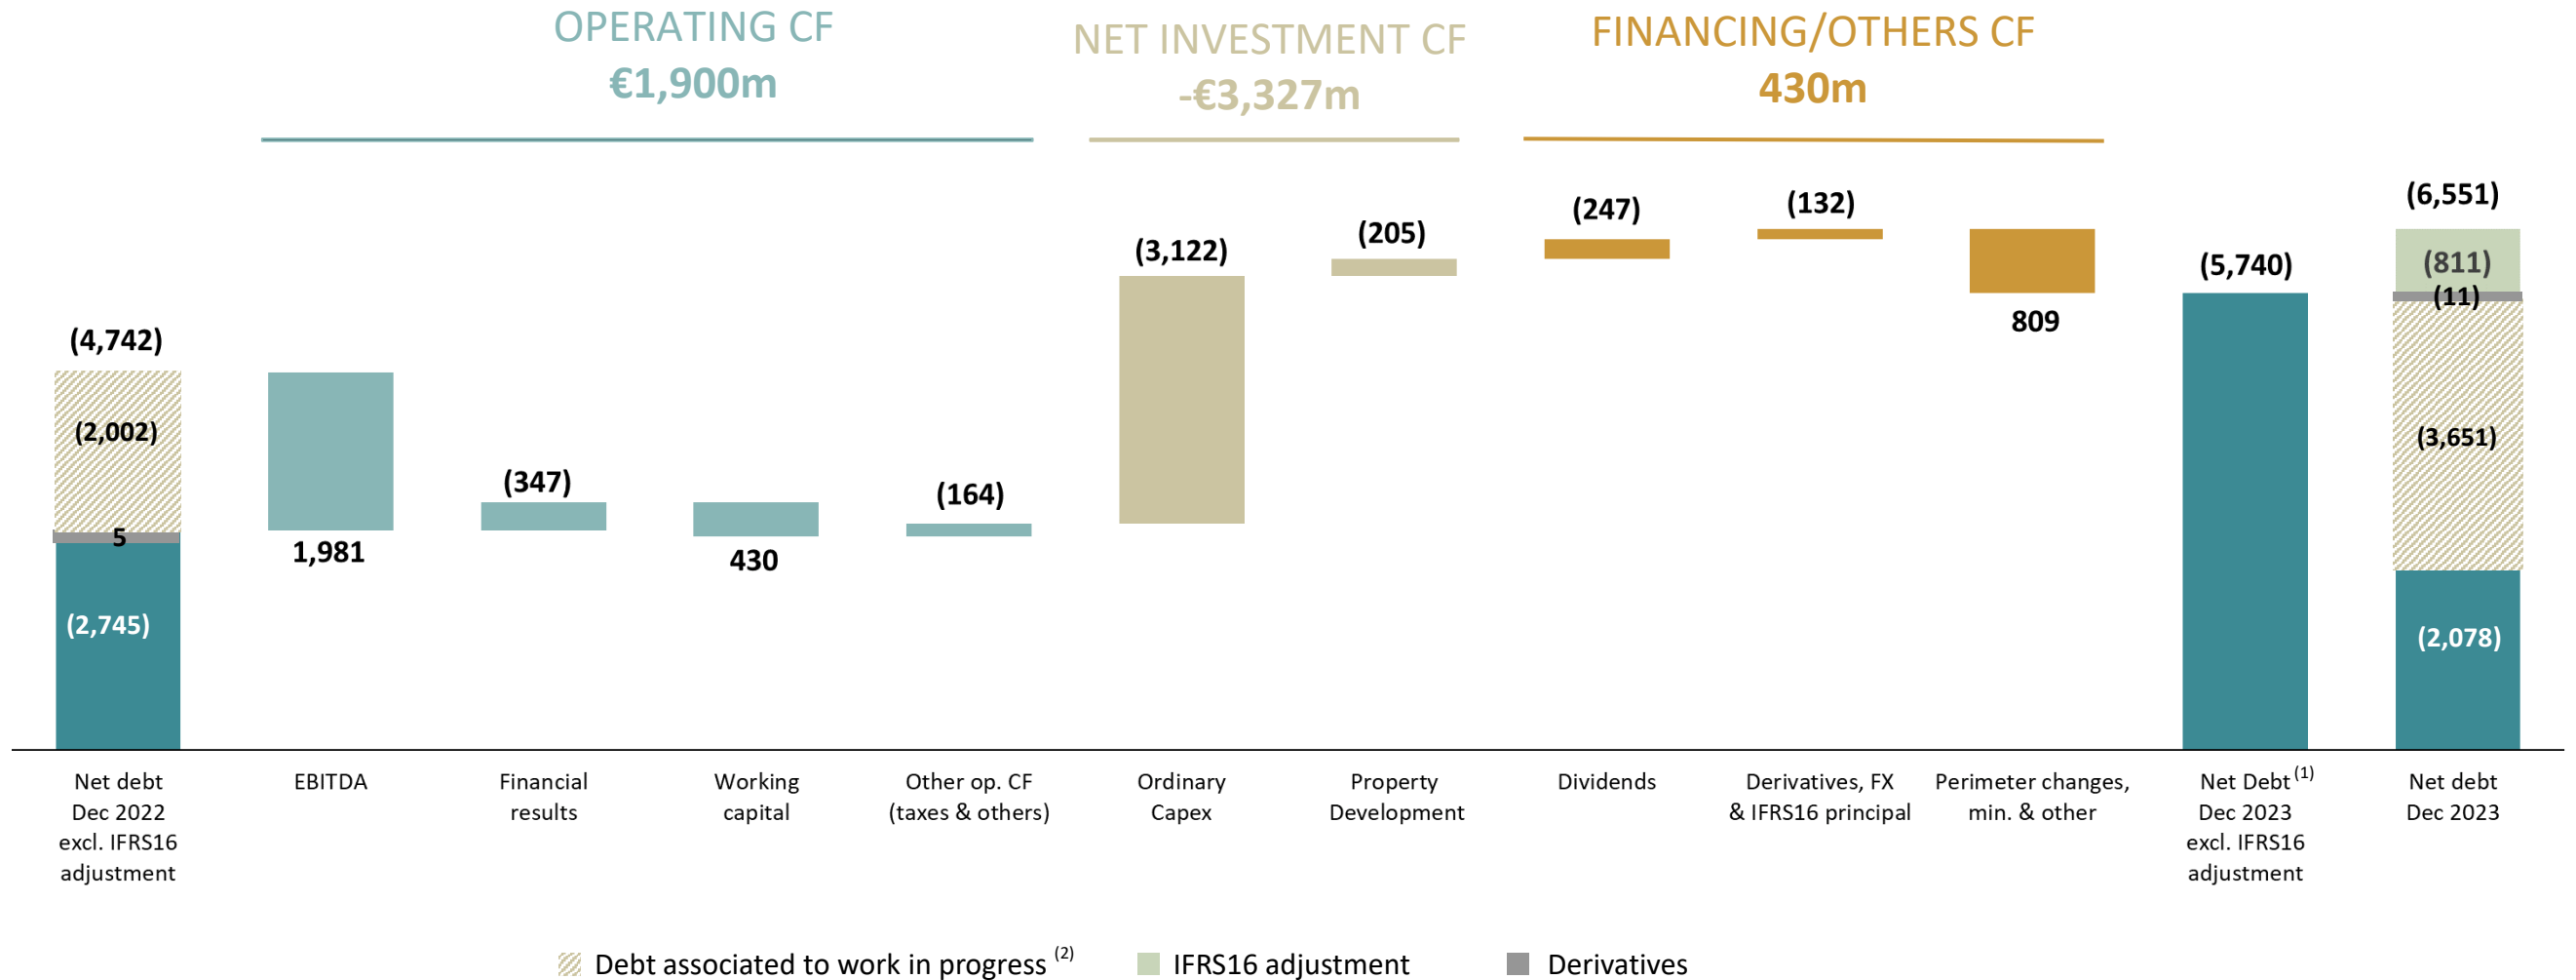 OPERATING CF
€1,900m
NET INVESTMENT CF
-€3,327m
FINANCING/OTHERS CF
430m
(4,742)
(2,002)
5
(2,745)
1,981
(347)
430
(164)
(3,122)
(205)
(247)
(132)
809
(5,740)
(6,551)
(811)
(11)
(3,651)
(2,078)
Net debt
Dec 2022
excl. IFRS16
adjustment
EBITDA
Financial
results
Working
capital
Other op. CF
(taxes & others)
Ordinary
Capex
Property
Development
Dividends
Derivatives, FX
& IFRS16 principal
Perimeter changes,
min. & other
Net Debt (1)
Dec 2023
excl. IFRS16
adjustment
Net debt
Dec 2023
Debt associated to work in progress (2)
IFRS16 adjustment
Derivatives